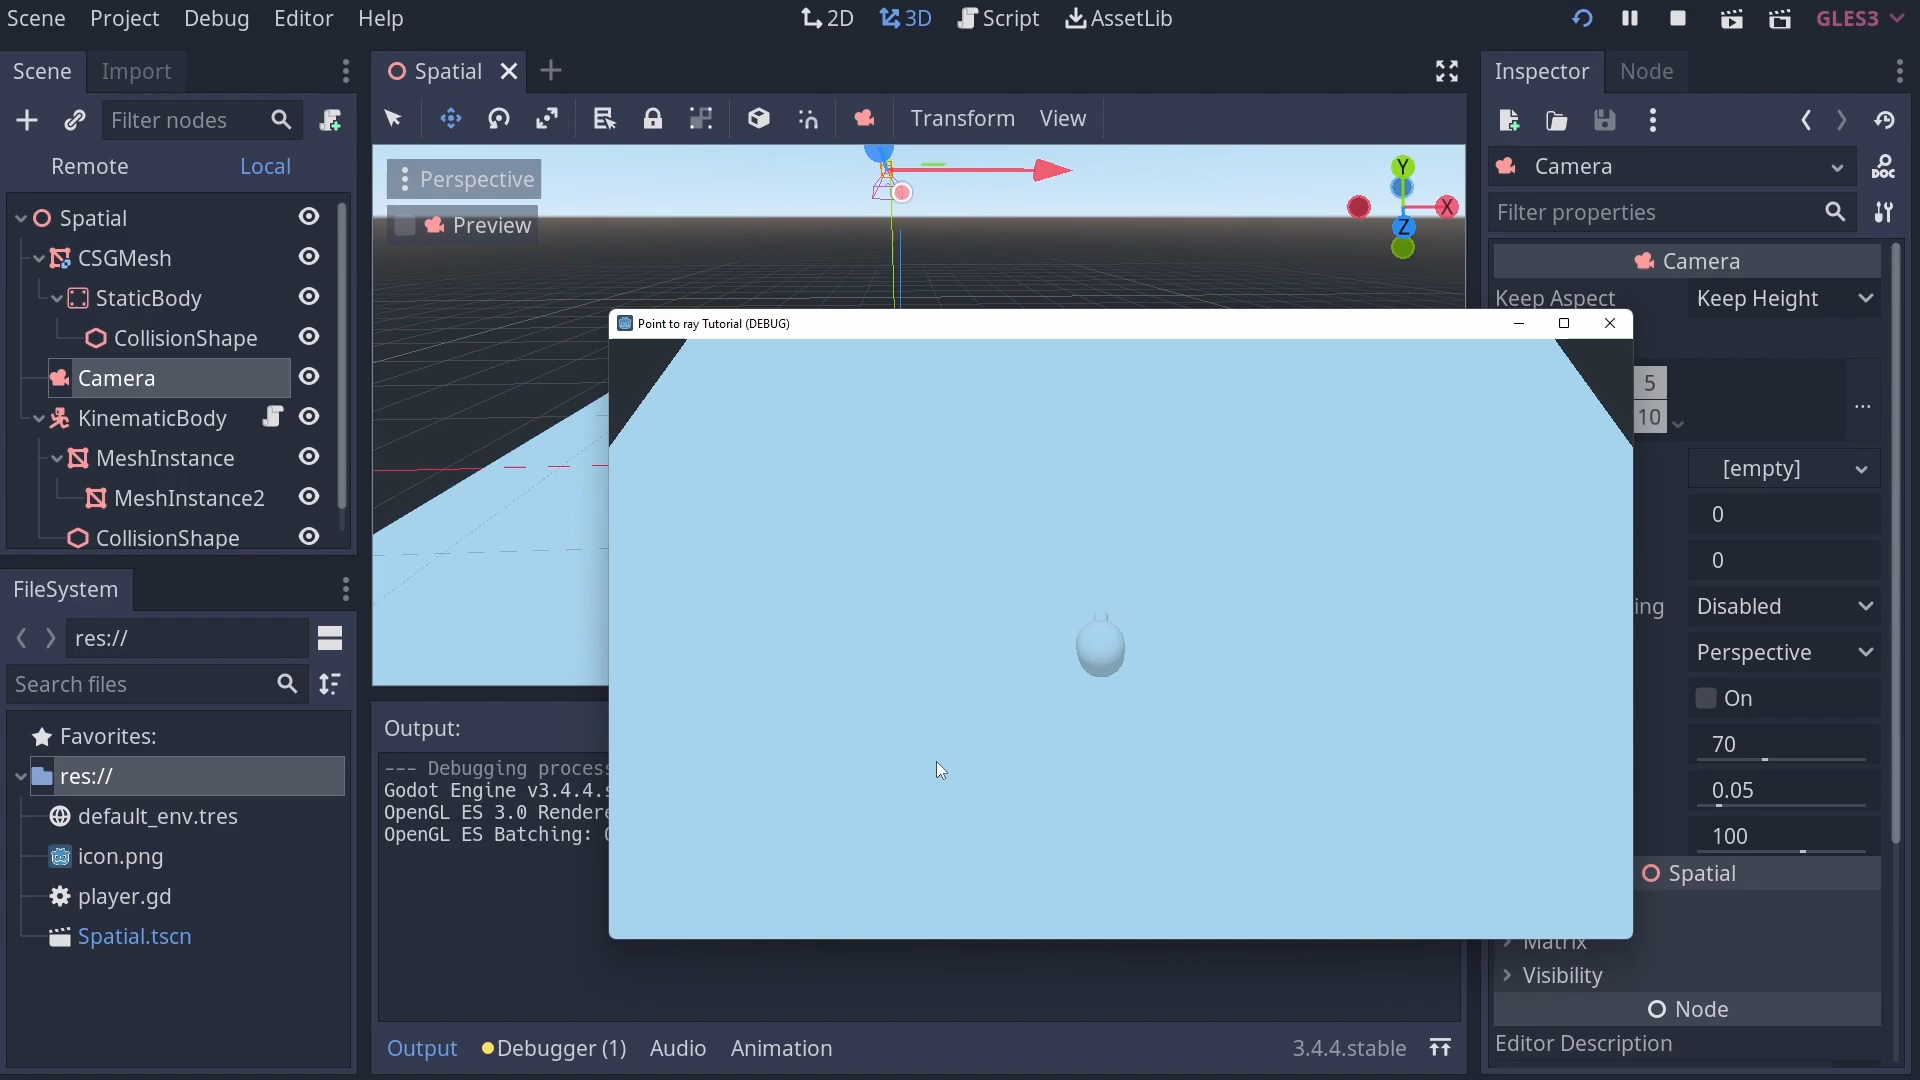 Scene Project Debug Editor Help
2D 3D Script AssetLib
GLES3
Scene Import
Filter nodes
Remote Local
Spatial
CSGMesh
StaticBody
CollisionShape
Camera
KinematicBody
MeshInstance
MeshInstance2
CollisionShape
FileSystem
res://
Search files
Favorites:
res://
default_env.tres
icon.png
player.gd
Spatial.tscn
Spatial
Transform View
Perspective
Preview
Y
X
Z
Point to ray Tutorial (DEBUG)
Output:
--- Debugging process
Godot Engine v3.4.4.s
OpenGL ES 3.0 Rendere
OpenGL ES Batching:
Output Debugger (1) Audio Animation
3.4.4.stable
Inspector Node
DOC
Camera
Filter properties
Camera
Keep Aspect Keep Height
5
10
...
[empty]
0
0
ing Disabled
Perspective
On
70
0.05
100
Spatial
Matrix
Visibility
Node
Editor Description